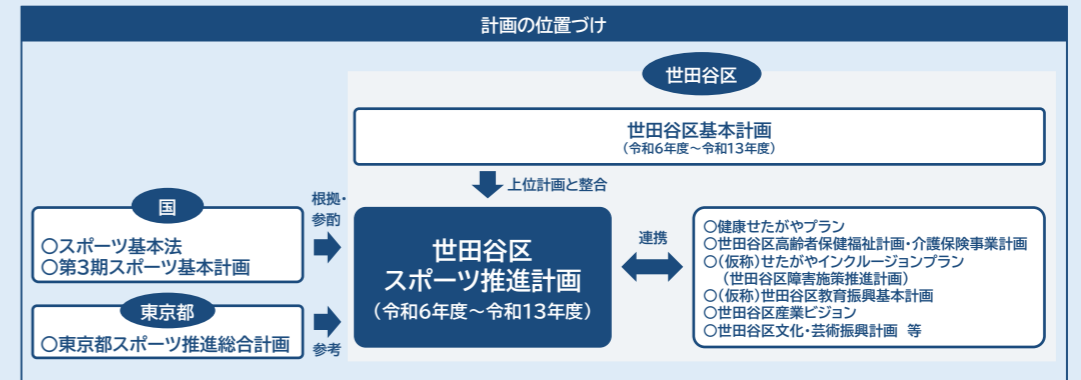 計画の位置づけ
世田谷区
世田谷区基本計画
(令和6年度～令和13年度)
上位計画と整合
国
○スポーツ基本法
○第3期スポーツ基本計画
根拠・
参酌
東京都
○東京都スポーツ推進総合計画
参考
世田谷区
スポーツ推進計画
(令和6年度～令和13年度)
連携
○健康せたがやプラン
○世田谷区高齢者保健福祉計画・介護保険事業計画
○(仮称)せたがやインクルージョンプラン
(世田谷区障害施策推進計画)
○(仮称)世田谷区教育振興基本計画
○世田谷区産業ビジョン
○世田谷区文化・芸術振興計画 等